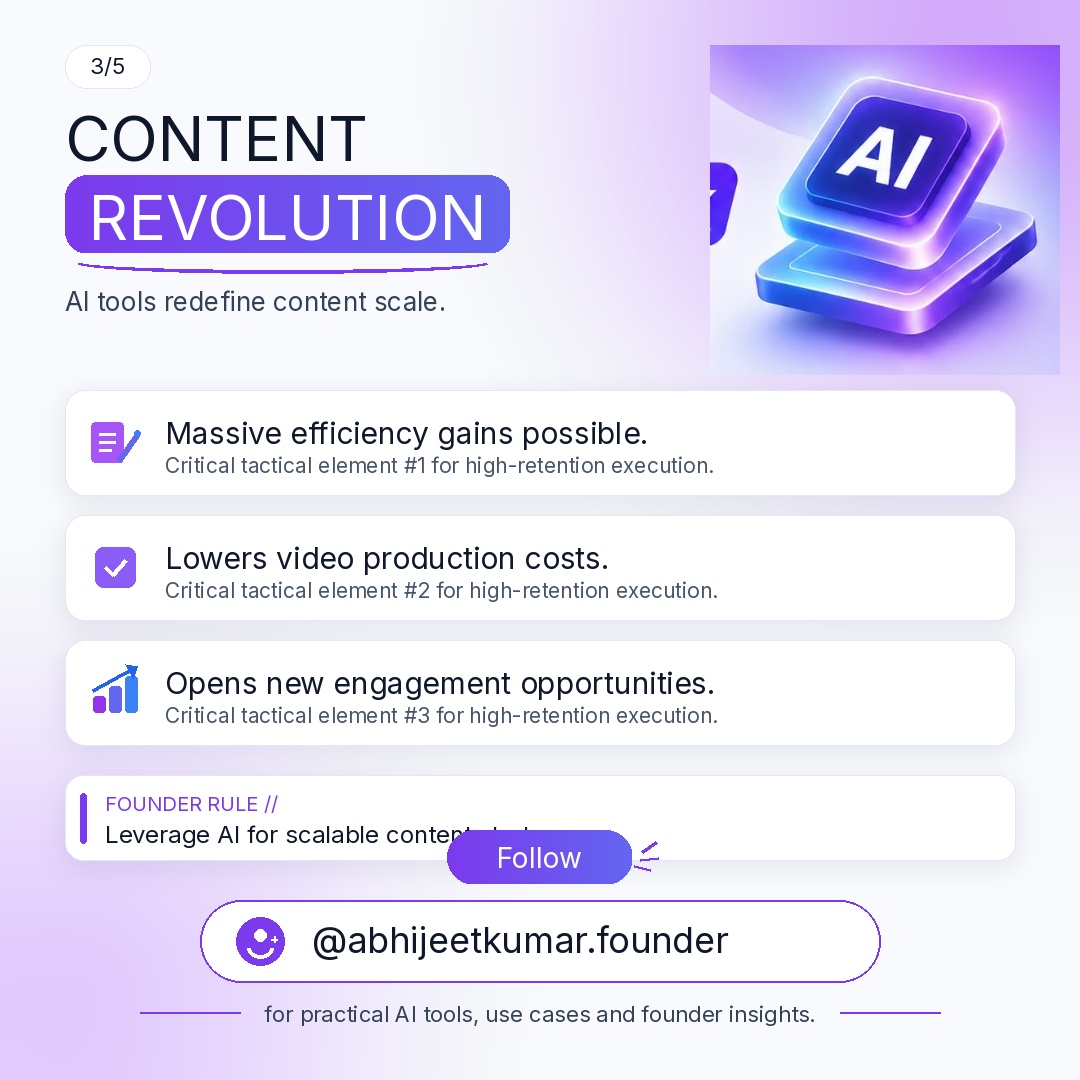 3/5
CONTENT
REVOLUTION
AI tools redefine content scale.
AI
Massive efficiency gains possible.
Critical tactical element #1 for high-retention execution.
Lowers video production costs.
Critical tactical element #2 for high-retention execution.
Opens new engagement opportunities.
Critical tactical element #3 for high-retention execution.
FOUNDER RULE //
Leverage AI for scalable content
Follow
@abhijeetkumar.founder
for practical AI tools, use cases and founder insights.